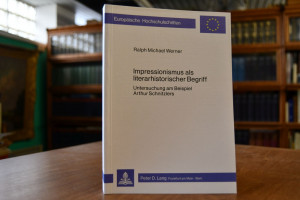 Europäische Hochschulschriften
Ralph Michael Werner
Impressionismus als
literarhistorischer Begriff
Untersuchung am Beispiel
Arthur Schnitzlers
Peter D. Lang